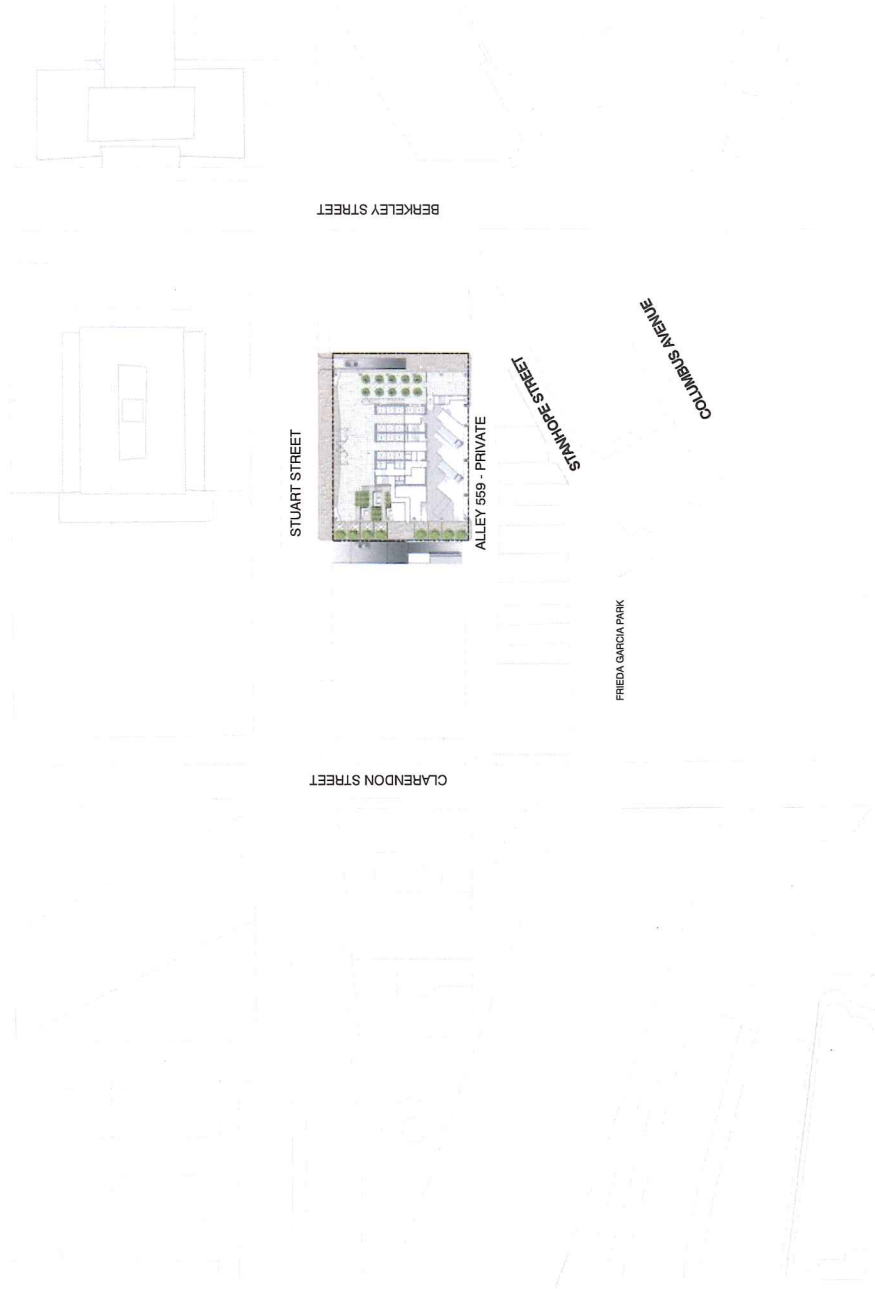 BERKELEY STREET
COLUMBUS AVENUE
STANHOPE STREET
STUART STREET
ALLEY 559 - PRIVATE
FRIEDA GARCIA PARK
CLARENDON STREET